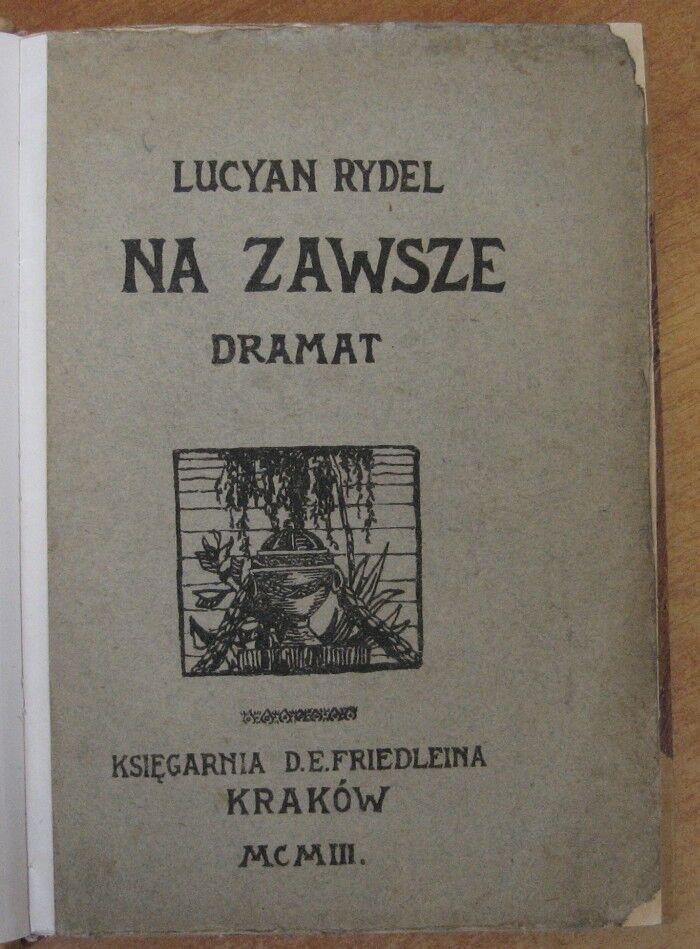 LUCYAN RYDEL
NA ZAWSZE
DRAMAT
KSIĘGARNIA D.E.FRIEDLEINA
KRAKÓW
MCMIII.